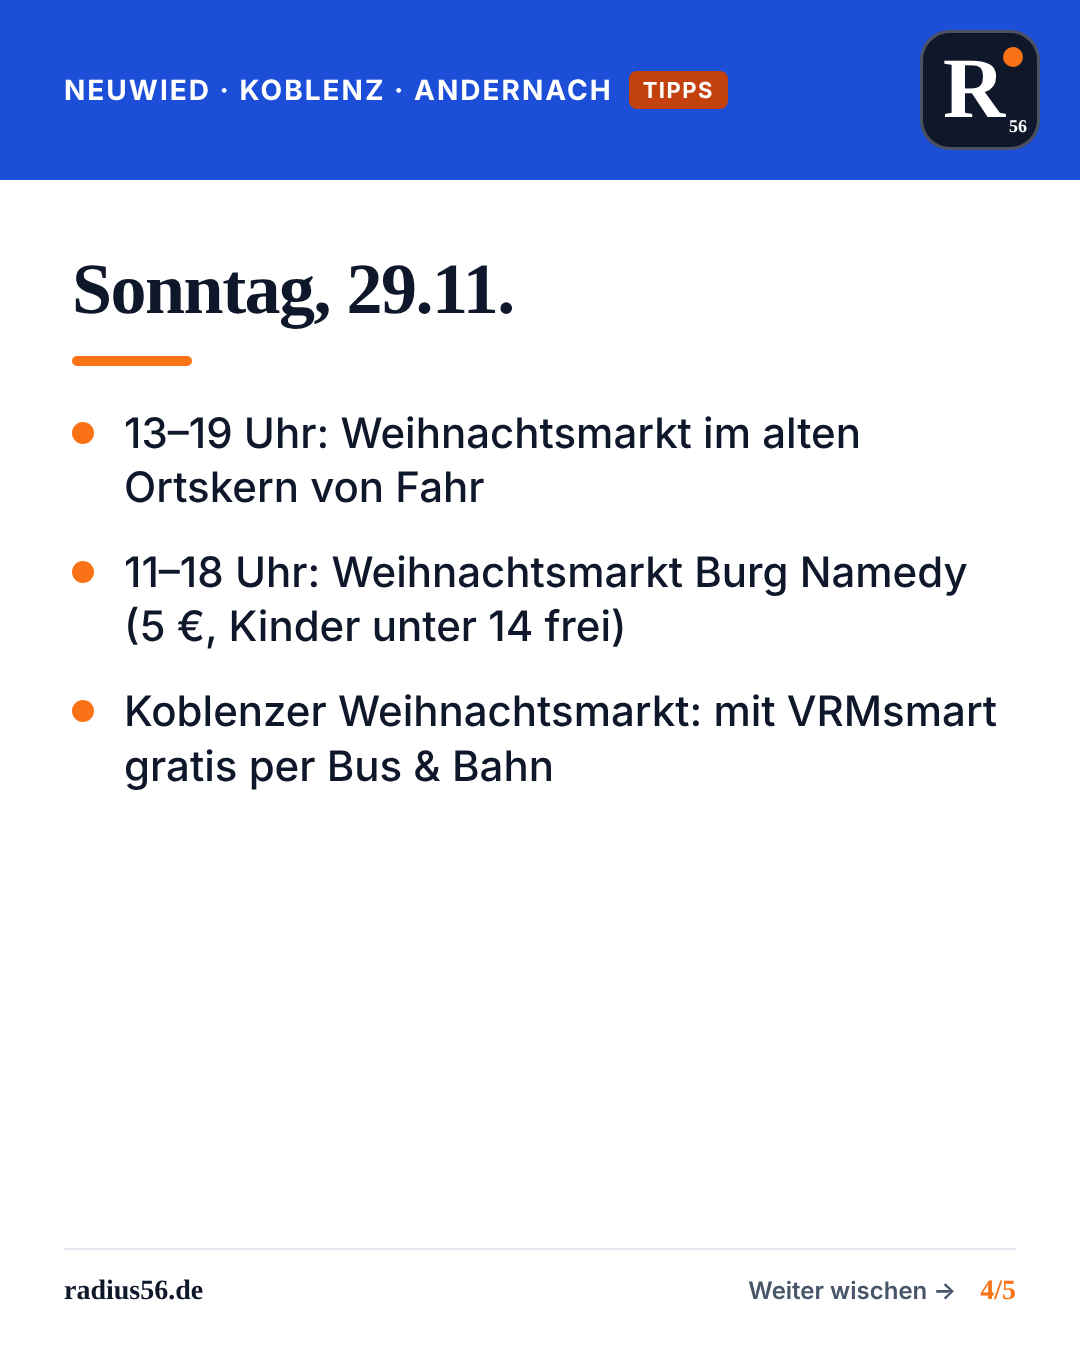 NEUWIED · KOBLENZ · ANDERNACH TIPPS
R
56
Sonntag, 29.11.
13–19 Uhr: Weihnachtsmarkt im alten
Ortskern von Fahr
11–18 Uhr: Weihnachtsmarkt Burg Namedy
(5 €, Kinder unter 14 frei)
Koblenzer Weihnachtsmarkt: mit VRMsmart
gratis per Bus & Bahn
radius56.de
Weiter wischen → 4/5